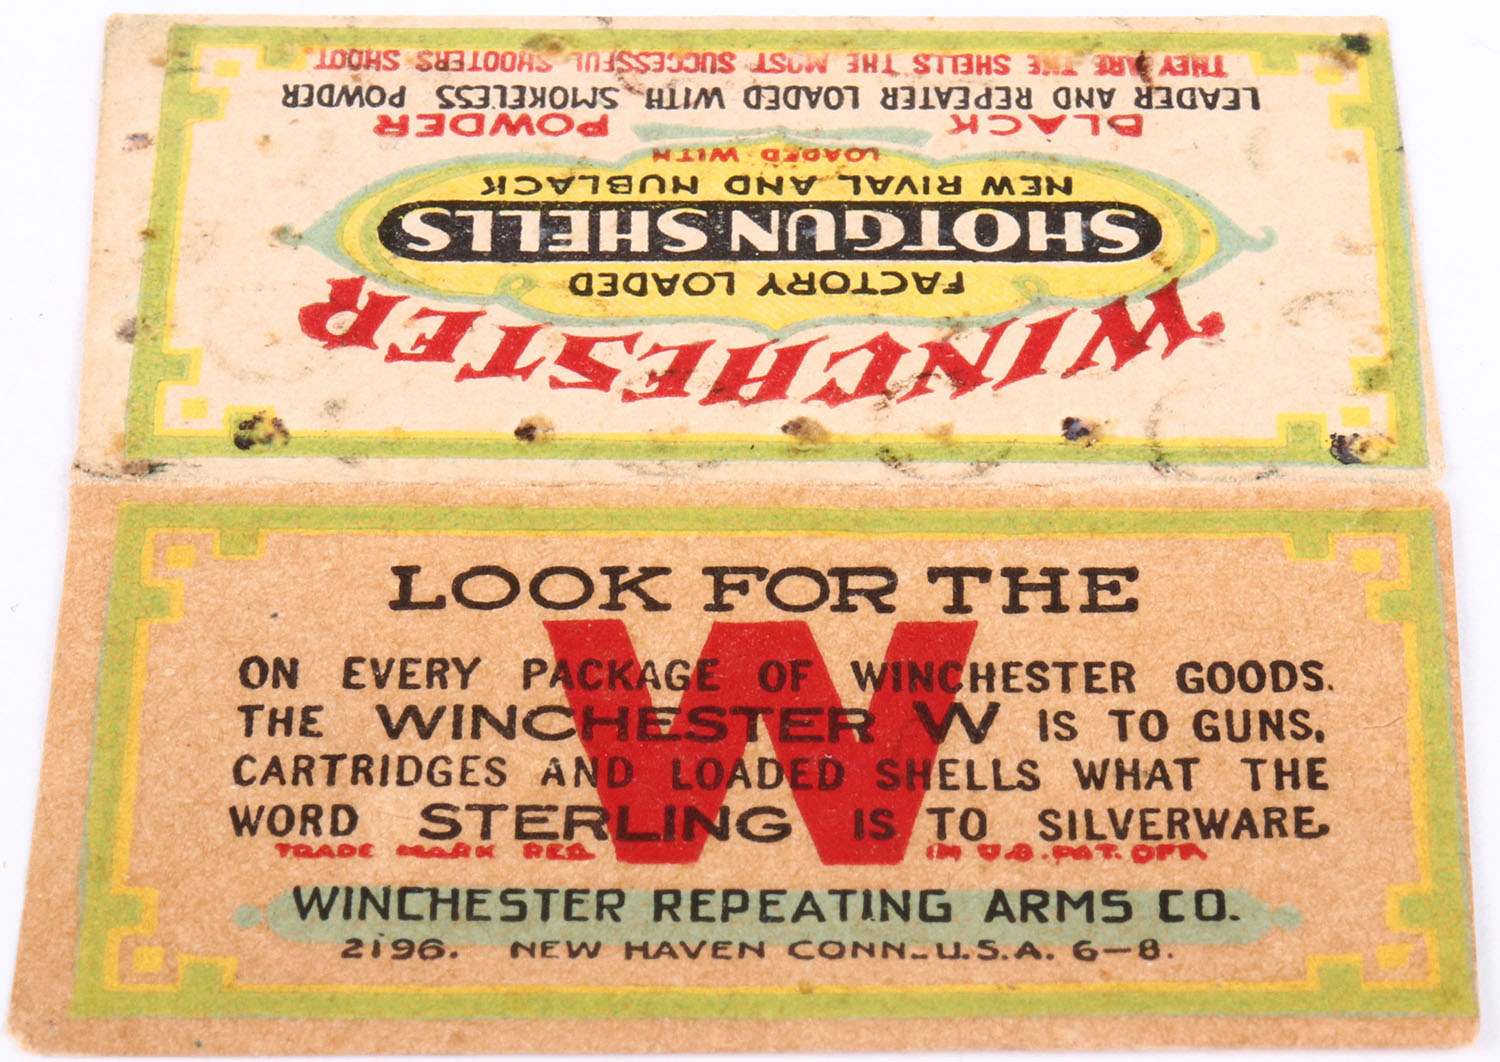 WINCHESTER
FACTORY LOADED
SHOTGUN SHELLS
NEW RIVAL AND NUBLACK
LOADED WITH
BLACK POWDER
LEADER AND REPEATER LOADED WITH SMOKELESS POWDER
THEY ARE THE SHELLS THE MOST SUCCESSFUL SHOOTERS SHOOT.
LOOK FOR THE
W
ON EVERY PACKAGE OF WINCHESTER GOODS.
THE WINCHESTER W IS TO GUNS,
CARTRIDGES AND LOADED SHELLS WHAT THE
WORD STERLING IS TO SILVERWARE.
TRADE MARK REG. IN U.S. PAT. OFF.
WINCHESTER REPEATING ARMS CO.
2196. NEW HAVEN CONN. U.S.A. 6-8.